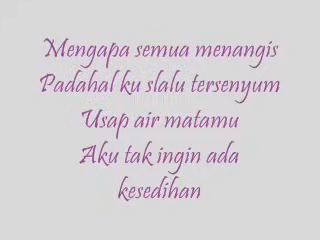 Mengapa semua menangis
Padahal ku slalu tersenyum
Usap air matamu
Aku tak ingin ada
kesedihan